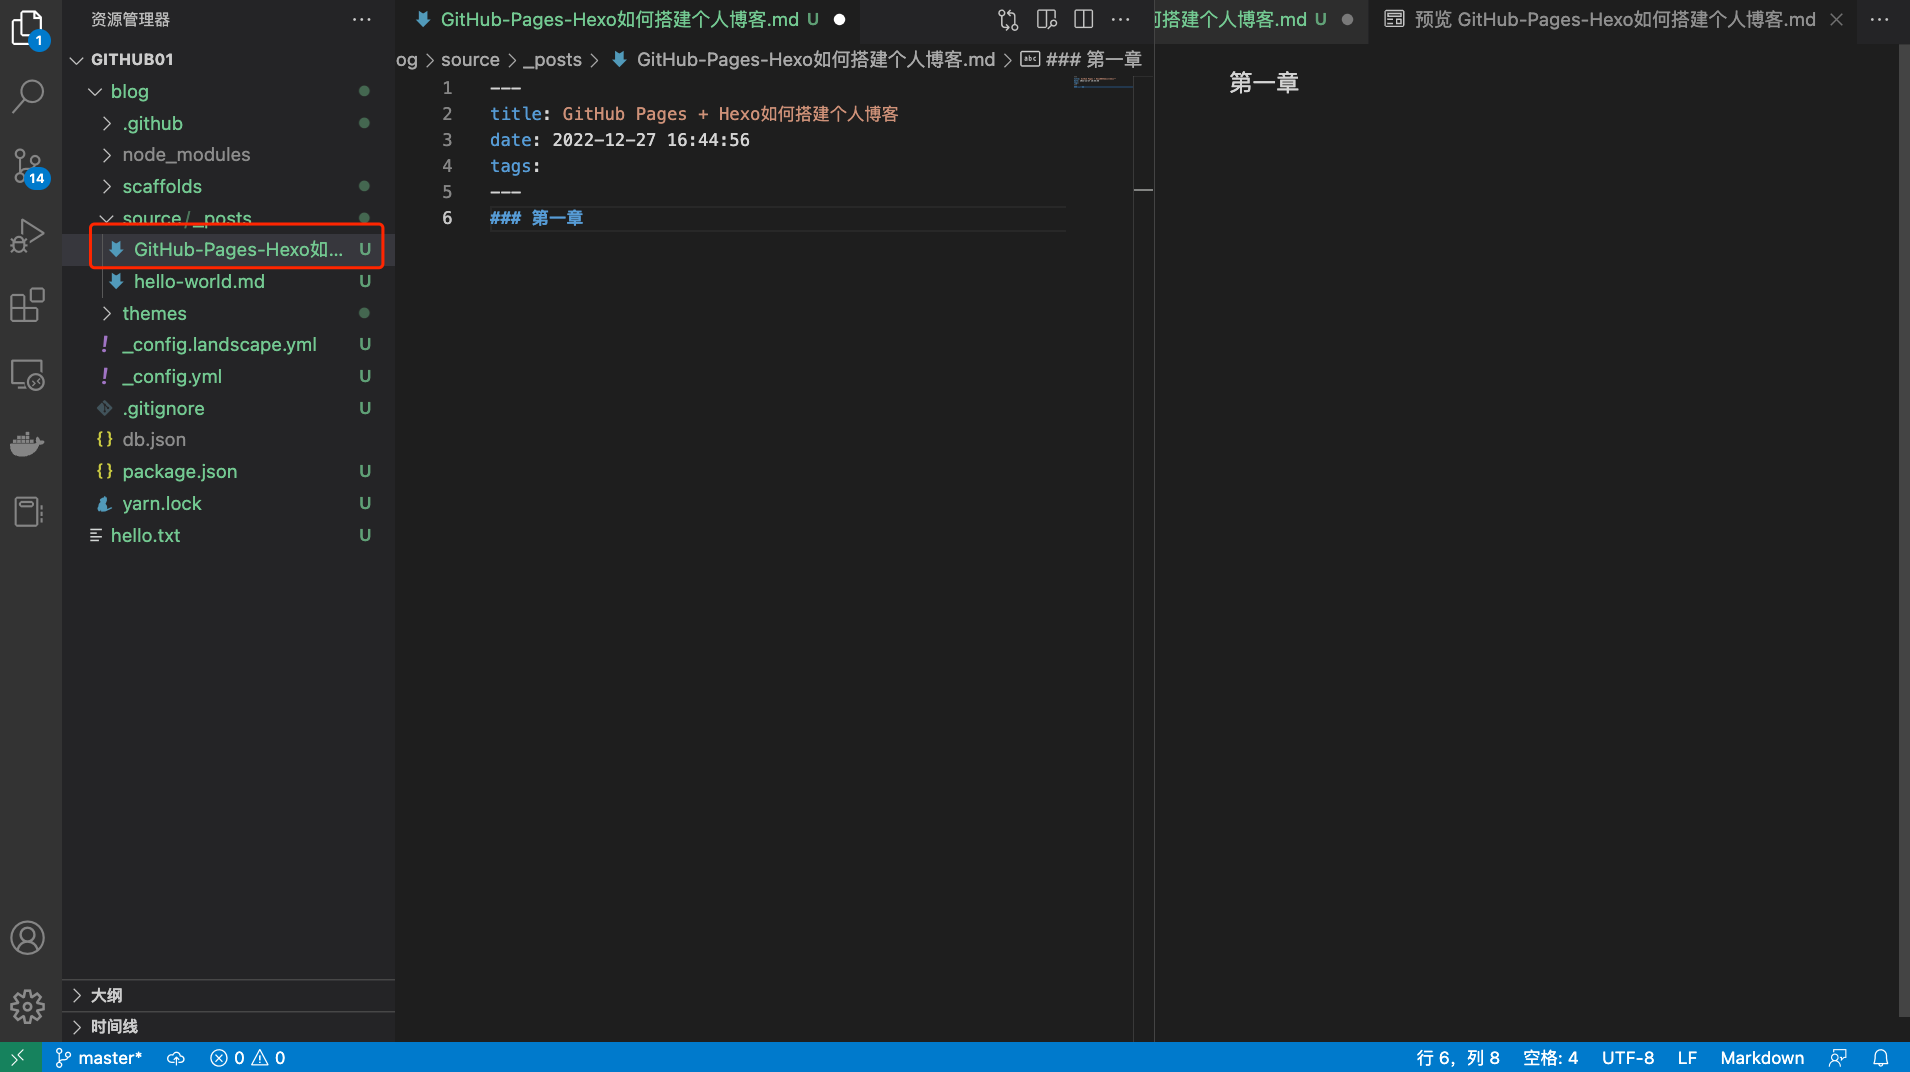 资源管理器
GITHUB01
blog
.github
node_modules
scaffolds
source / _posts
GitHub-Pages-Hexo如... U
hello-world.md U
themes
_config.landscape.yml U
_config.yml U
.gitignore U
db.json
package.json U
yarn.lock U
hello.txt U
大纲
时间线
1
14
GitHub-Pages-Hexo如何搭建个人博客.md U
og > source > _posts > GitHub-Pages-Hexo如何搭建个人博客.md > ### 第一章
1 ---
2 title: GitHub Pages + Hexo如何搭建个人博客
3 date: 2022-12-27 16:44:56
4 tags:
5 ---
6 ### 第一章
可搭建个人博客.md U
预览 GitHub-Pages-Hexo如何搭建个人博客.md
第一章
master* 0 0
行 6，列 8 空格: 4 UTF-8 LF Markdown